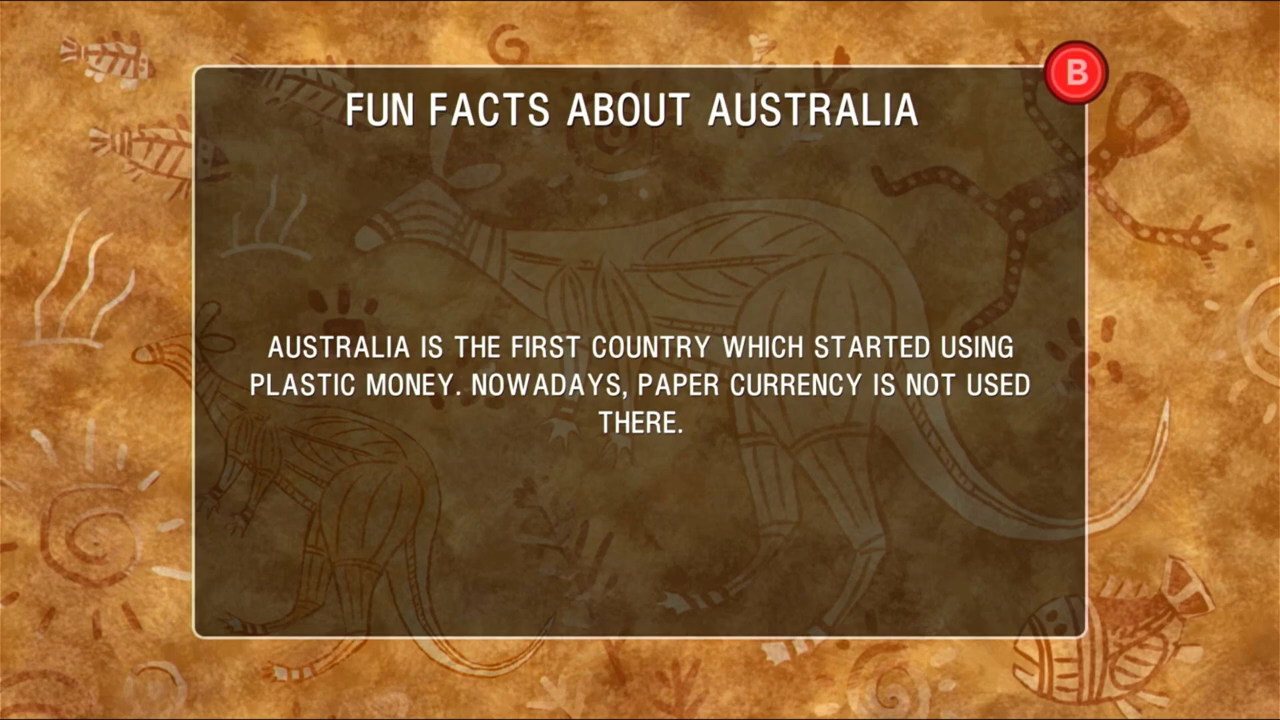 B
FUN FACTS ABOUT AUSTRALIA
AUSTRALIA IS THE FIRST COUNTRY WHICH STARTED USING
PLASTIC MONEY. NOWADAYS, PAPER CURRENCY IS NOT USED
THERE.